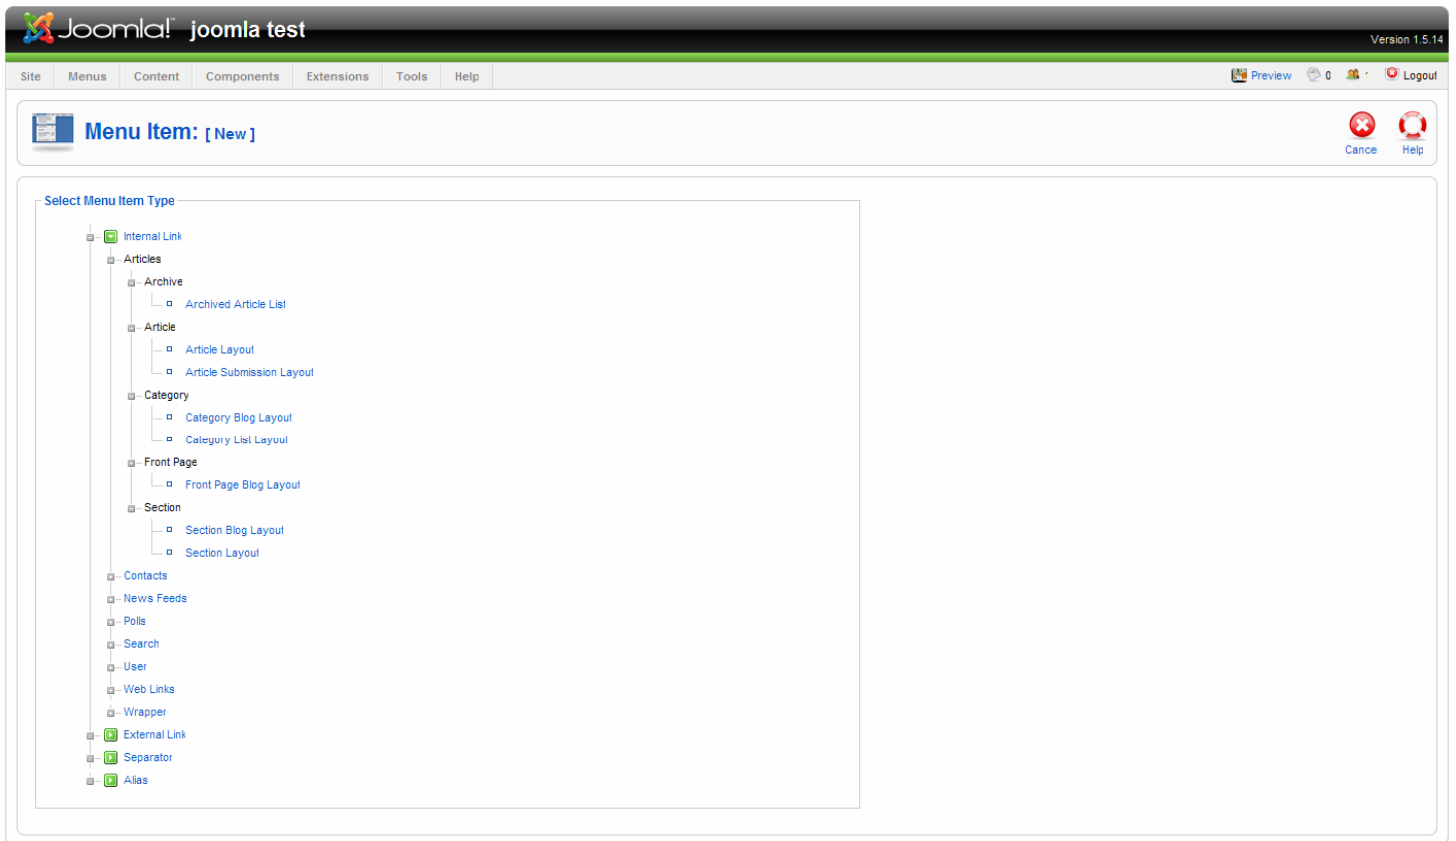 Joomla! joomla test
Version 1.5.14
Site Menus Content Components Extensions Tools Help Preview 0 Logout
Menu Item: [ New ]
Cancel Help
Select Menu Item Type
Internal Link
Articles
Archive
Archived Article List
Article
Article Layout
Article Submission Layout
Category
Category Blog Layout
Category List Layout
Front Page
Front Page Blog Layout
Section
Section Blog Layout
Section Layout
Contacts
News Feeds
Polls
Search
User
Web Links
Wrapper
External Link
Separator
Alias